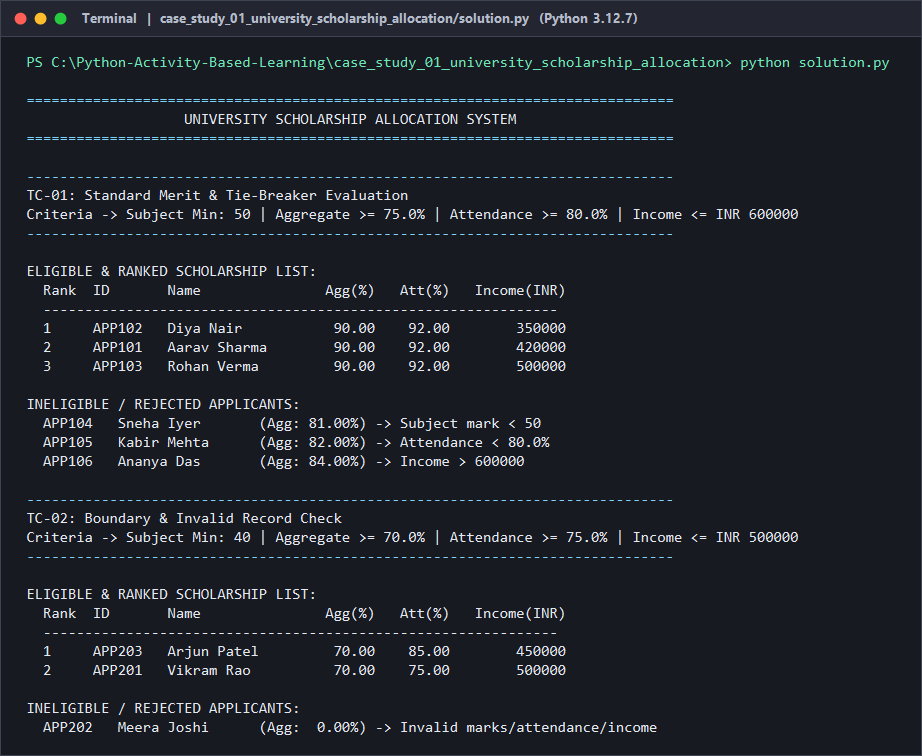 Terminal | case_study_01_university_scholarship_allocation/solution.py (Python 3.12.7)
PS C:\Python-Activity-Based-Learning\case_study_01_university_scholarship_allocation> python solution.py
==============================================================================
                   UNIVERSITY SCHOLARSHIP ALLOCATION SYSTEM
==============================================================================
------------------------------------------------------------------------------
TC-01: Standard Merit & Tie-Breaker Evaluation
Criteria -> Subject Min: 50 | Aggregate >= 75.0% | Attendance >= 80.0% | Income <= INR 600000
------------------------------------------------------------------------------
ELIGIBLE & RANKED SCHOLARSHIP LIST:
  Rank  ID       Name               Agg(%)   Att(%)   Income(INR)
  --------------------------------------------------------------
  1     APP102   Diya Nair           90.00    92.00        350000
  2     APP101   Aarav Sharma        90.00    92.00        420000
  3     APP103   Rohan Verma         90.00    92.00        500000
INELIGIBLE / REJECTED APPLICANTS:
  APP104   Sneha Iyer       (Agg: 81.00%) -> Subject mark < 50
  APP105   Kabir Mehta      (Agg: 82.00%) -> Attendance < 80.0%
  APP106   Ananya Das       (Agg: 84.00%) -> Income > 600000
------------------------------------------------------------------------------
TC-02: Boundary & Invalid Record Check
Criteria -> Subject Min: 40 | Aggregate >= 70.0% | Attendance >= 75.0% | Income <= INR 500000
------------------------------------------------------------------------------
ELIGIBLE & RANKED SCHOLARSHIP LIST:
  Rank  ID       Name               Agg(%)   Att(%)   Income(INR)
  --------------------------------------------------------------
  1     APP203   Arjun Patel         70.00    85.00        450000
  2     APP201   Vikram Rao          70.00    75.00        500000
INELIGIBLE / REJECTED APPLICANTS:
  APP202   Meera Joshi      (Agg:  0.00%) -> Invalid marks/attendance/income